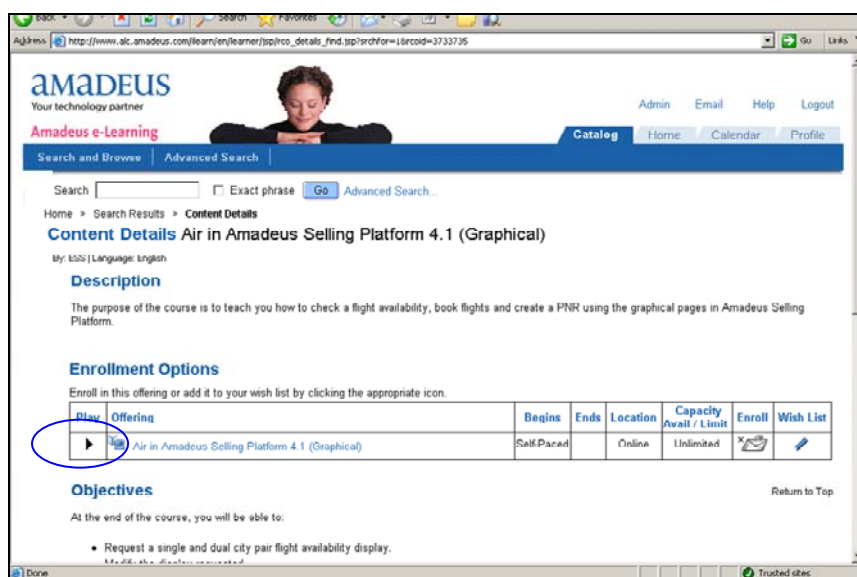 Back Search Favorites
Address http://www.alc.amadeus.com/ilearn/en/learner/jsp/rco_details_find.jsp?srchfor=1&rcoid=3733735 Go Links
amadeus
Your technology partner
Admin Email Help Logout
Amadeus e-Learning
Catalog Home Calendar Profile
Search and Browse Advanced Search
Search Exact phrase Go Advanced Search...
Home » Search Results » Content Details
Content Details Air in Amadeus Selling Platform 4.1 (Graphical)
By: ESS | Language: English
Description
The purpose of the course is to teach you how to check a flight availability, book flights and create a PNR using the graphical pages in Amadeus Selling
Platform.
Enrollment Options
Enroll in this offering or add it to your wish list by clicking the appropriate icon.
Play Offering Begins Ends Location Capacity Avail / Limit Enroll Wish List
Air in Amadeus Selling Platform 4.1 (Graphical) Self-Paced Online Unlimited
Objectives
Return to Top
At the end of the course, you will be able to:
• Request a single and dual city pair flight availability display.
• Modify the display requested.
Done Trusted sites